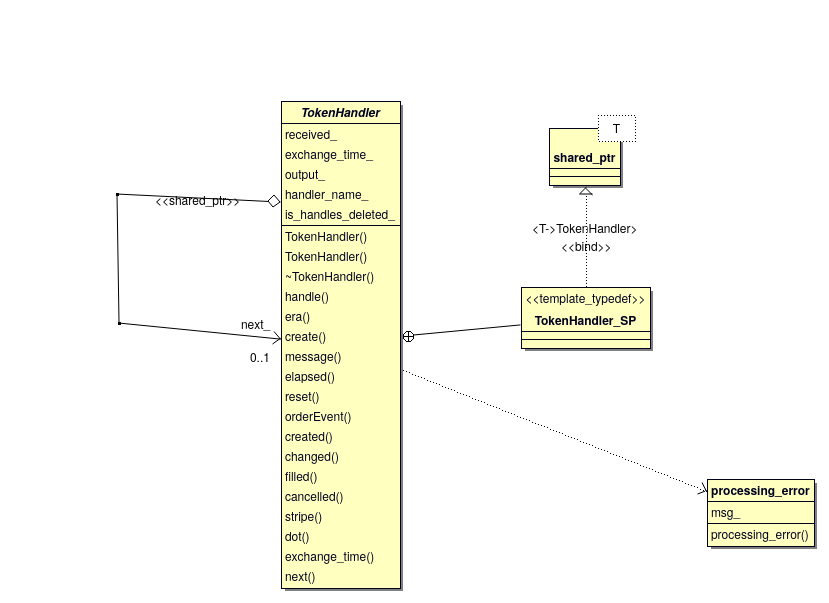 TokenHandler
received_
exchange_time_
output_
handler_name_
is_handles_deleted_
TokenHandler()
TokenHandler()
~TokenHandler()
handle()
era()
create()
message()
elapsed()
reset()
orderEvent()
created()
changed()
filled()
cancelled()
stripe()
dot()
exchange_time()
next()
<<shared_ptr>>
next_
0..1
T
shared_ptr
<T->TokenHandler>
<<bind>>
<<template_typedef>>
TokenHandler_SP
processing_error
msg_
processing_error()